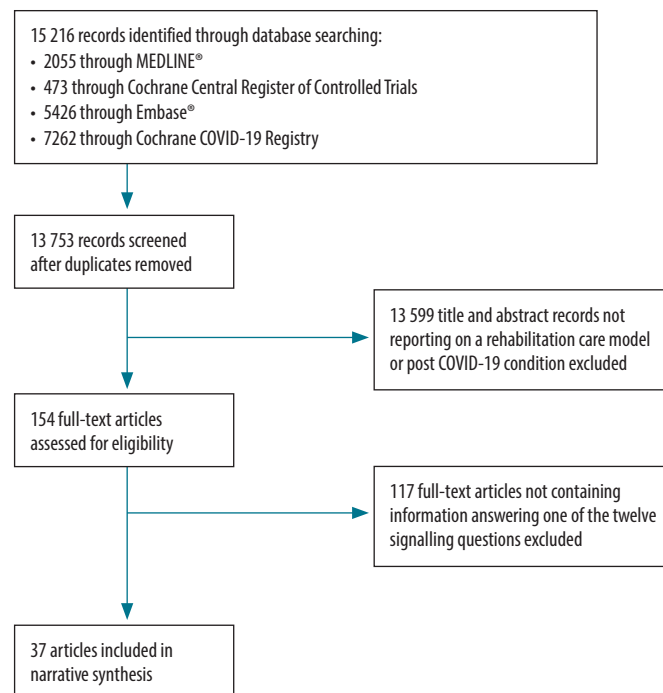 15 216 records identified through database searching:
• 2055 through MEDLINE®
• 473 through Cochrane Central Register of Controlled Trials
• 5426 through Embase®
• 7262 through Cochrane COVID-19 Registry
13 753 records screened
after duplicates removed
13 599 title and abstract records not
reporting on a rehabilitation care model
or post COVID-19 condition excluded
154 full-text articles
assessed for eligibility
117 full-text articles not containing
information answering one of the twelve
signalling questions excluded
37 articles included in
narrative synthesis